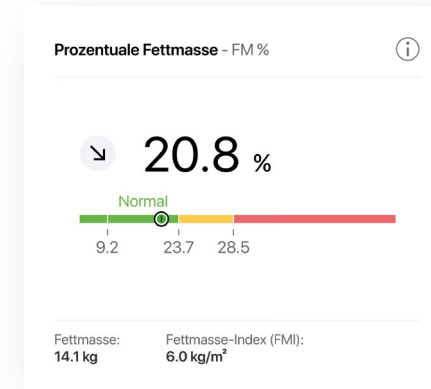 Prozentuale Fettmasse - FM %
20.8 %
Normal
9.2 23.7 28.5
Fettmasse: Fettmasse-Index (FMI):
14.1 kg 6.0 kg/m²